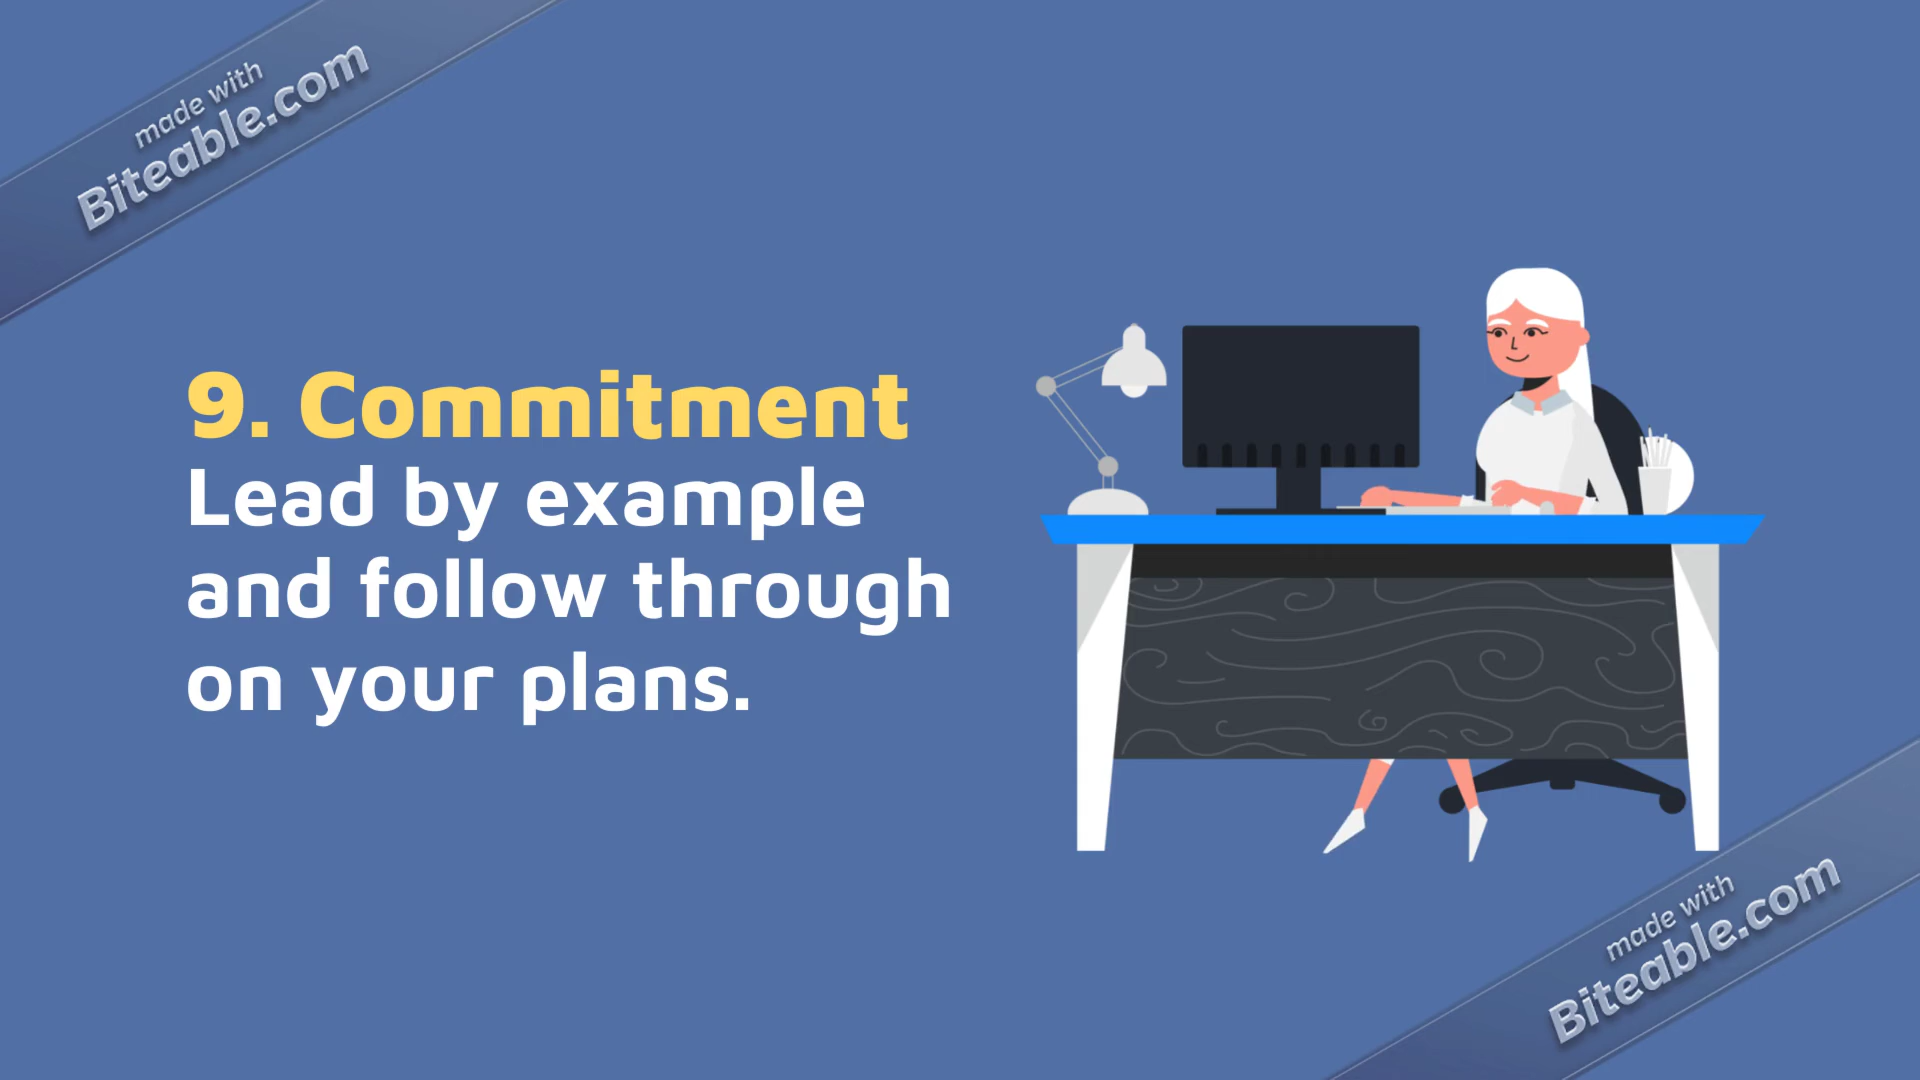 made with
Biteable.com
9. Commitment
Lead by example
and follow through
on your plans.
made with
Biteable.com